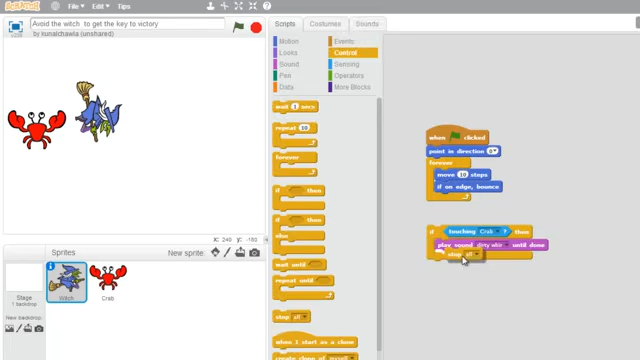 SCRATCH File Edit Tips
Avoid the witch to get the key to victory
by kunalchawla (unshared)
Scripts Costumes Sounds
Motion Events
Looks Control
Sound Sensing
Pen Operators
Data More Blocks
wait 1 secs
repeat 10
forever
if then
if then
else
wait until
repeat until
stop all
when I start as a clone
create clone of myself
when clicked
point in direction
forever
move 10 steps
if on edge, bounce
if touching Crab ? then
play sound until done
stop all
X: 240 Y: -180
Sprites New sprite:
Stage
1 backdrop
New backdrop:
Witch
Crab